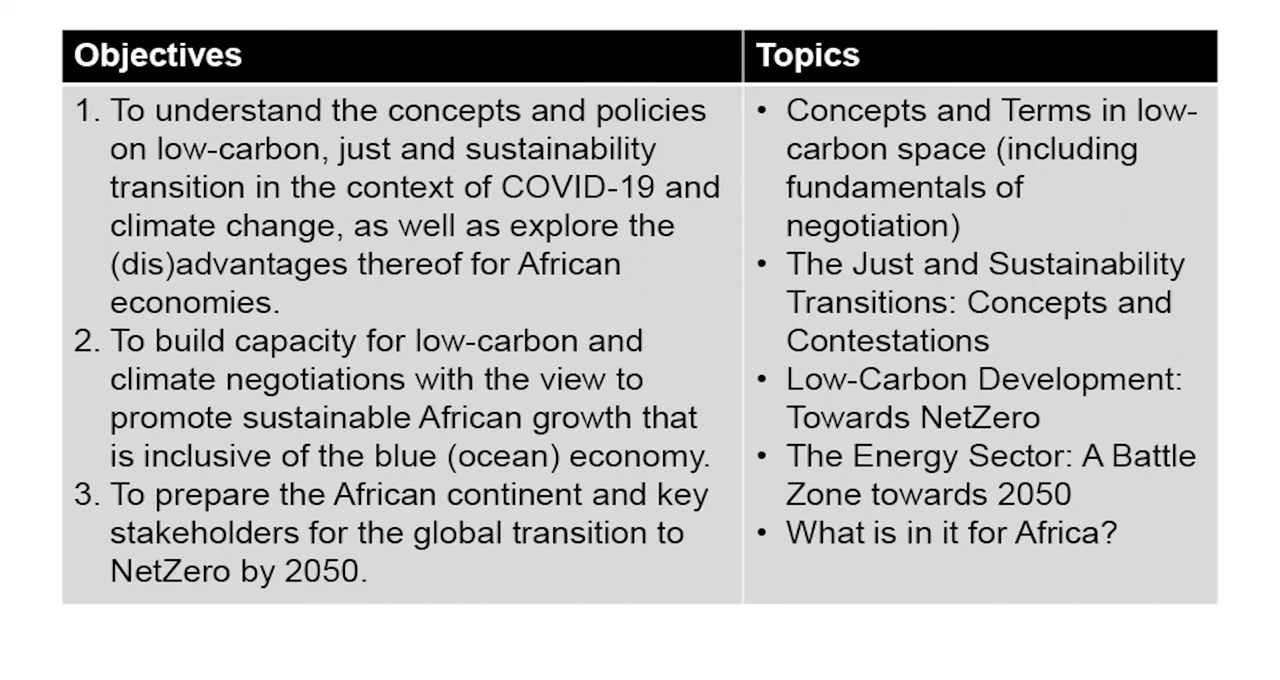 Objectives
1. To understand the concepts and policies
on low-carbon, just and sustainability
transition in the context of COVID-19 and
climate change, as well as explore the
(dis)advantages thereof for African
economies.
2. To build capacity for low-carbon and
climate negotiations with the view to
promote sustainable African growth that
is inclusive of the blue (ocean) economy.
3. To prepare the African continent and key
stakeholders for the global transition to
NetZero by 2050.
Topics
• Concepts and Terms in low-
carbon space (including
fundamentals of
negotiation)
• The Just and Sustainability
Transitions: Concepts and
Contestations
• Low-Carbon Development:
Towards NetZero
• The Energy Sector: A Battle
Zone towards 2050
• What is in it for Africa?